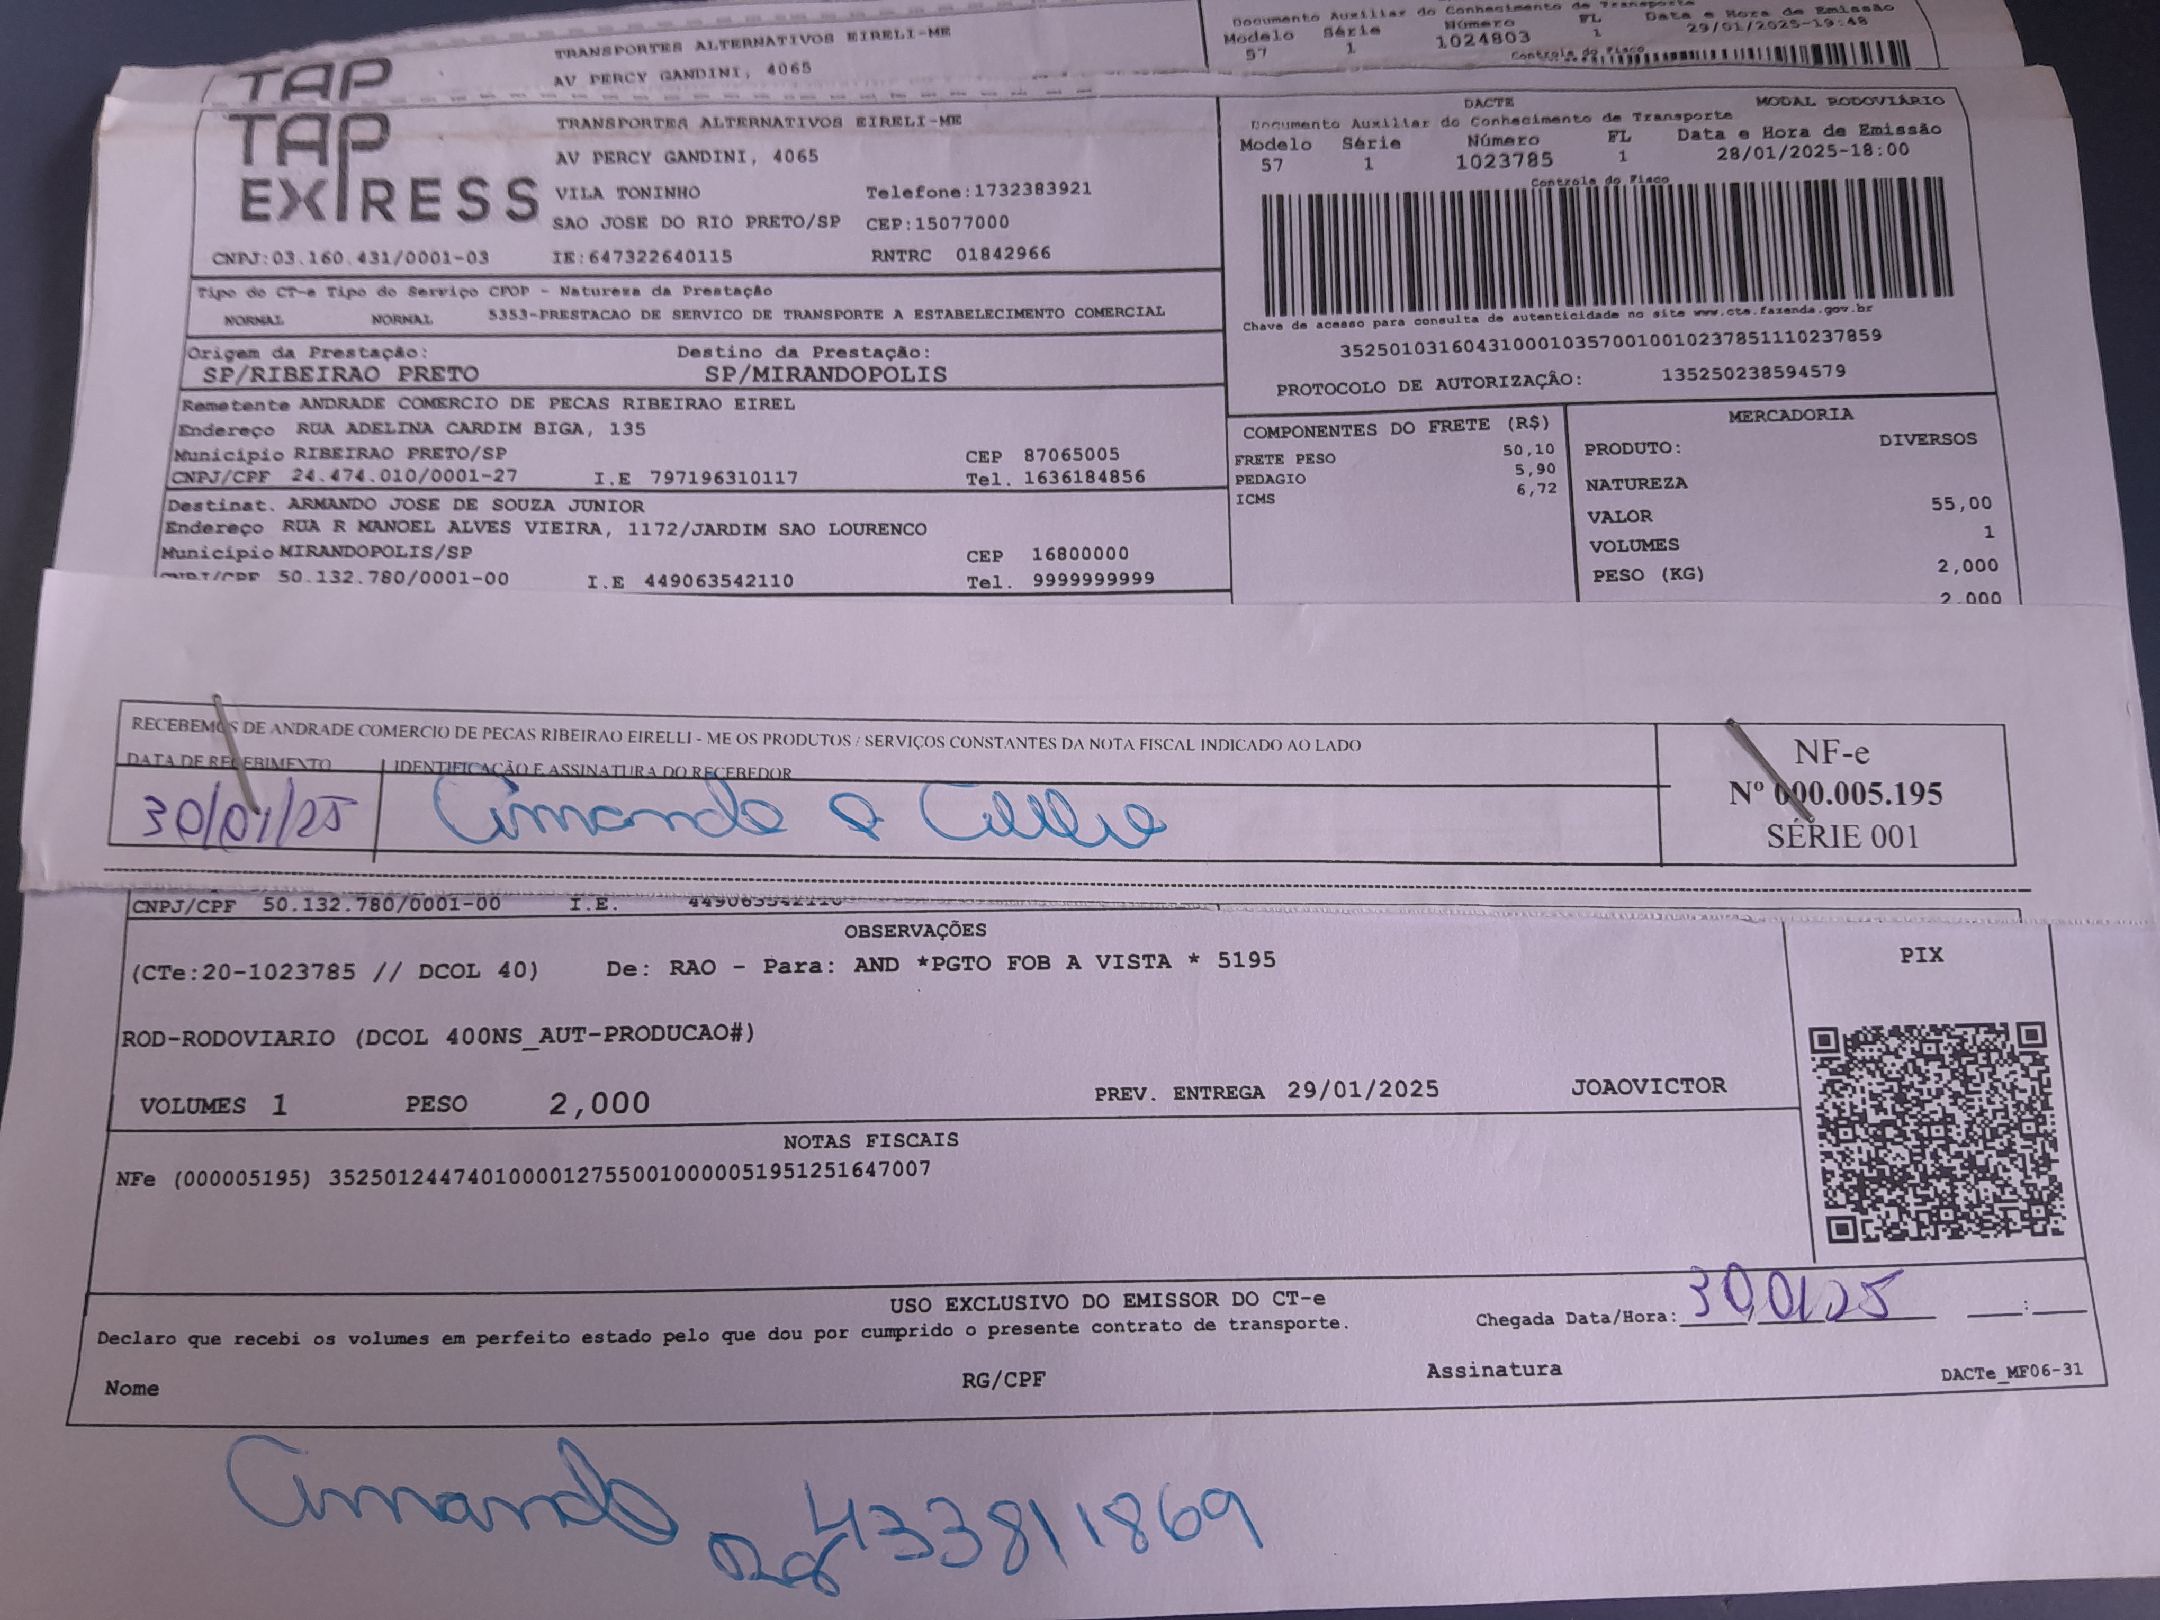 TAP
TRANSPORTES ALTERNATIVOS EIRELI-ME
AV PERCY GANDINI, 4065
Documento Auxiliar do Conhecimento de Transporte
Modelo Série Número FL Data e Hora de Emissão
57 1 1024803 1 29/01/2025-19:48
Controle do Fisco
TAP
EXPRESS
TRANSPORTES ALTERNATIVOS EIRELI-ME
AV PERCY GANDINI, 4065
VILA TONINHO Telefone:1732383921
SAO JOSE DO RIO PRETO/SP CEP:15077000
CNPJ:03.160.431/0001-03 IE:647322640115 RNTRC 01842966
DACTE MODAL RODOVIÁRIO
Documento Auxiliar do Conhecimento de Transporte
Modelo Série Número FL Data e Hora de Emissão
57 1 1023785 1 28/01/2025-18:00
Controle do Fisco
Chave de acesso para consulta de autenticidade no site www.cte.fazenda.gov.br
35250103160431000103570010010237851110237859
PROTOCOLO DE AUTORIZAÇÃO: 135250238594579
Tipo do CT-e Tipo do Serviço CFOP - Natureza da Prestação
NORMAL NORMAL 5353-PRESTACAO DE SERVICO DE TRANSPORTE A ESTABELECIMENTO COMERCIAL
Origem da Prestação: Destino da Prestação:
SP/RIBEIRAO PRETO SP/MIRANDOPOLIS
Remetente ANDRADE COMERCIO DE PECAS RIBEIRAO EIREL
Endereço RUA ADELINA CARDIM BIGA, 135
Município RIBEIRAO PRETO/SP CEP 87065005
CNPJ/CPF 24.474.010/0001-27 I.E 797196310117 Tel. 1636184856
Destinat. ARMANDO JOSE DE SOUZA JUNIOR
Endereço RUA R MANOEL ALVES VIEIRA, 1172/JARDIM SAO LOURENCO
Município MIRANDOPOLIS/SP CEP 16800000
CNPJ/CPF 50.132.780/0001-00 I.E 449063542110 Tel. 9999999999
COMPONENTES DO FRETE (R$)
FRETE PESO 50,10
PEDAGIO 5,90
ICMS 6,72
MERCADORIA
PRODUTO: DIVERSOS
NATUREZA
VALOR 55,00
VOLUMES 1
PESO (KG) 2,000
2,000
RECEBEMOS DE ANDRADE COMERCIO DE PECAS RIBEIRAO EIRELLI - ME OS PRODUTOS / SERVIÇOS CONSTANTES DA NOTA FISCAL INDICADO AO LADO
DATA DE RECEBIMENTO IDENTIFICAÇÃO E ASSINATURA DO RECEBEDOR
30/01/25
NF-e
Nº 000.005.195
SÉRIE 001
CNPJ/CPF 50.132.780/0001-00 I.E. 449063542110
OBSERVAÇÕES
(CTe:20-1023785 // DCOL 40) De: RAO - Para: AND *PGTO FOB A VISTA * 5195
ROD-RODOVIARIO (DCOL 400NS_AUT-PRODUCAO#)
VOLUMES 1 PESO 2,000 PREV. ENTREGA 29/01/2025 JOAOVICTOR
PIX
NOTAS FISCAIS
NFe (000005195) 35250124474010000127550010000051951251647007
USO EXCLUSIVO DO EMISSOR DO CT-e
Declaro que recebi os volumes em perfeito estado pelo que dou por cumprido o presente contrato de transporte.
Chegada Data/Hora: 30/01/25 :
Nome RG/CPF Assinatura DACTe_MF06-31
Amanda
Rg 433811869